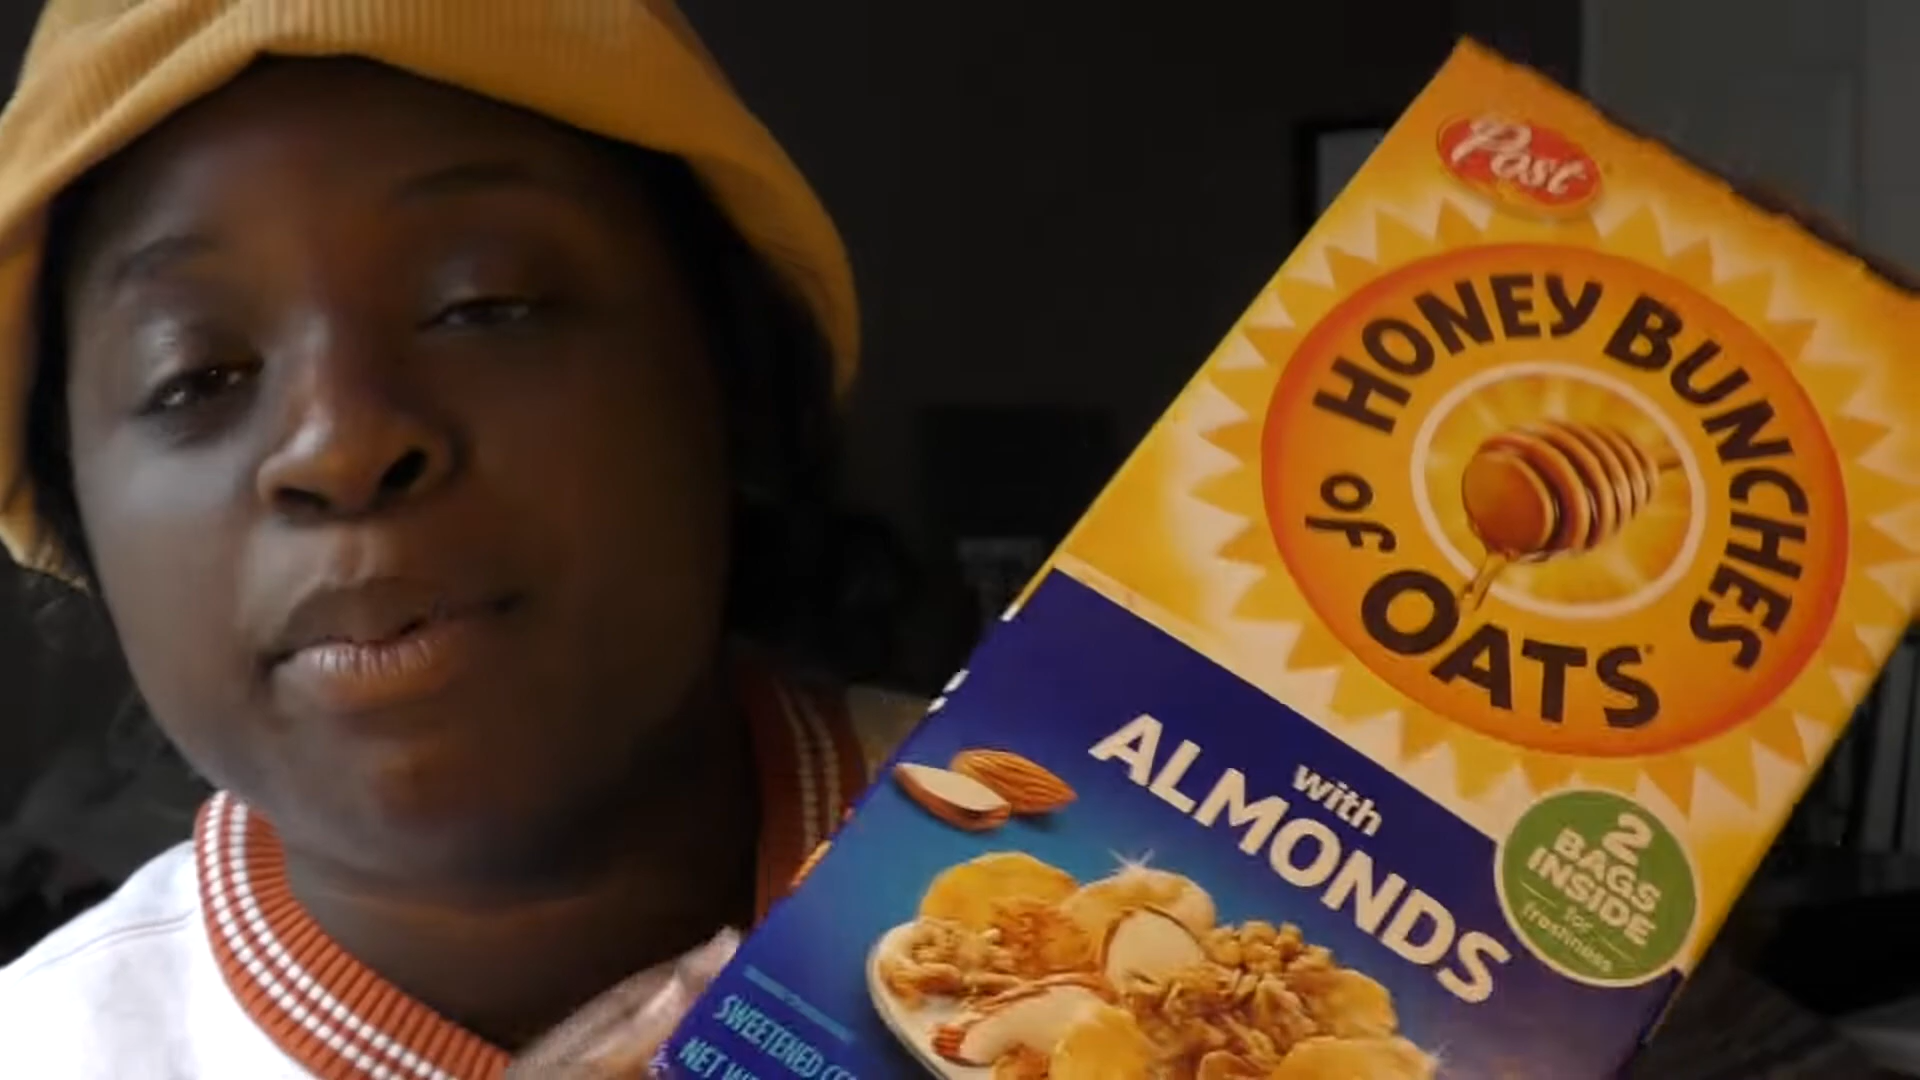 Post
HONEY BUNCHES
of OATS
with
ALMONDS
2
BAGS
INSIDE
for
freshness
SWEETENED
NET